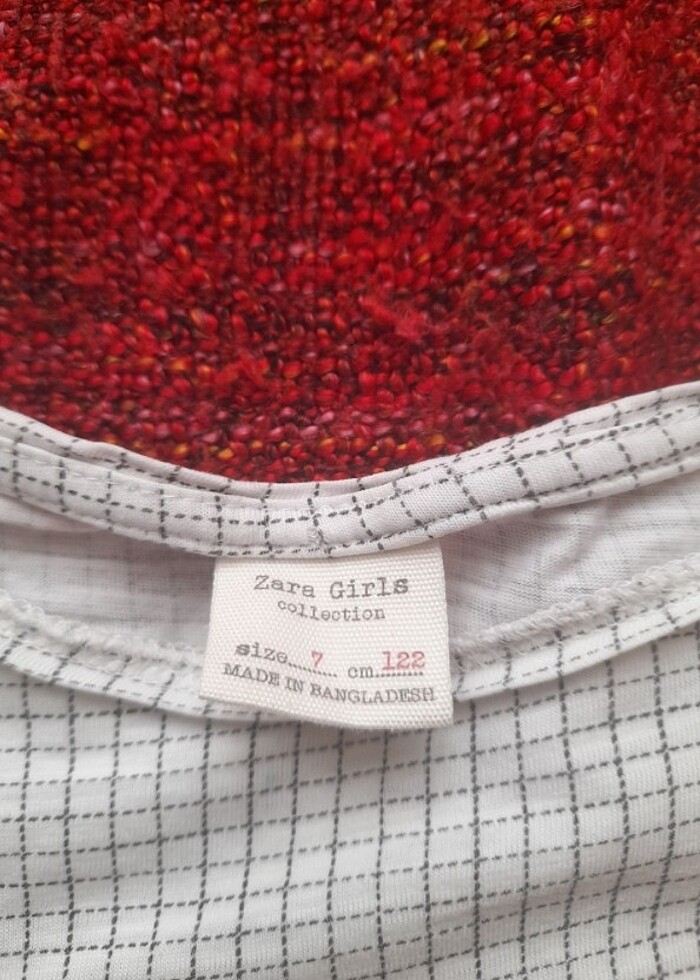 Zara Girls
collection
size..... 7 ..... cm..122..
MADE IN BANGLADESH